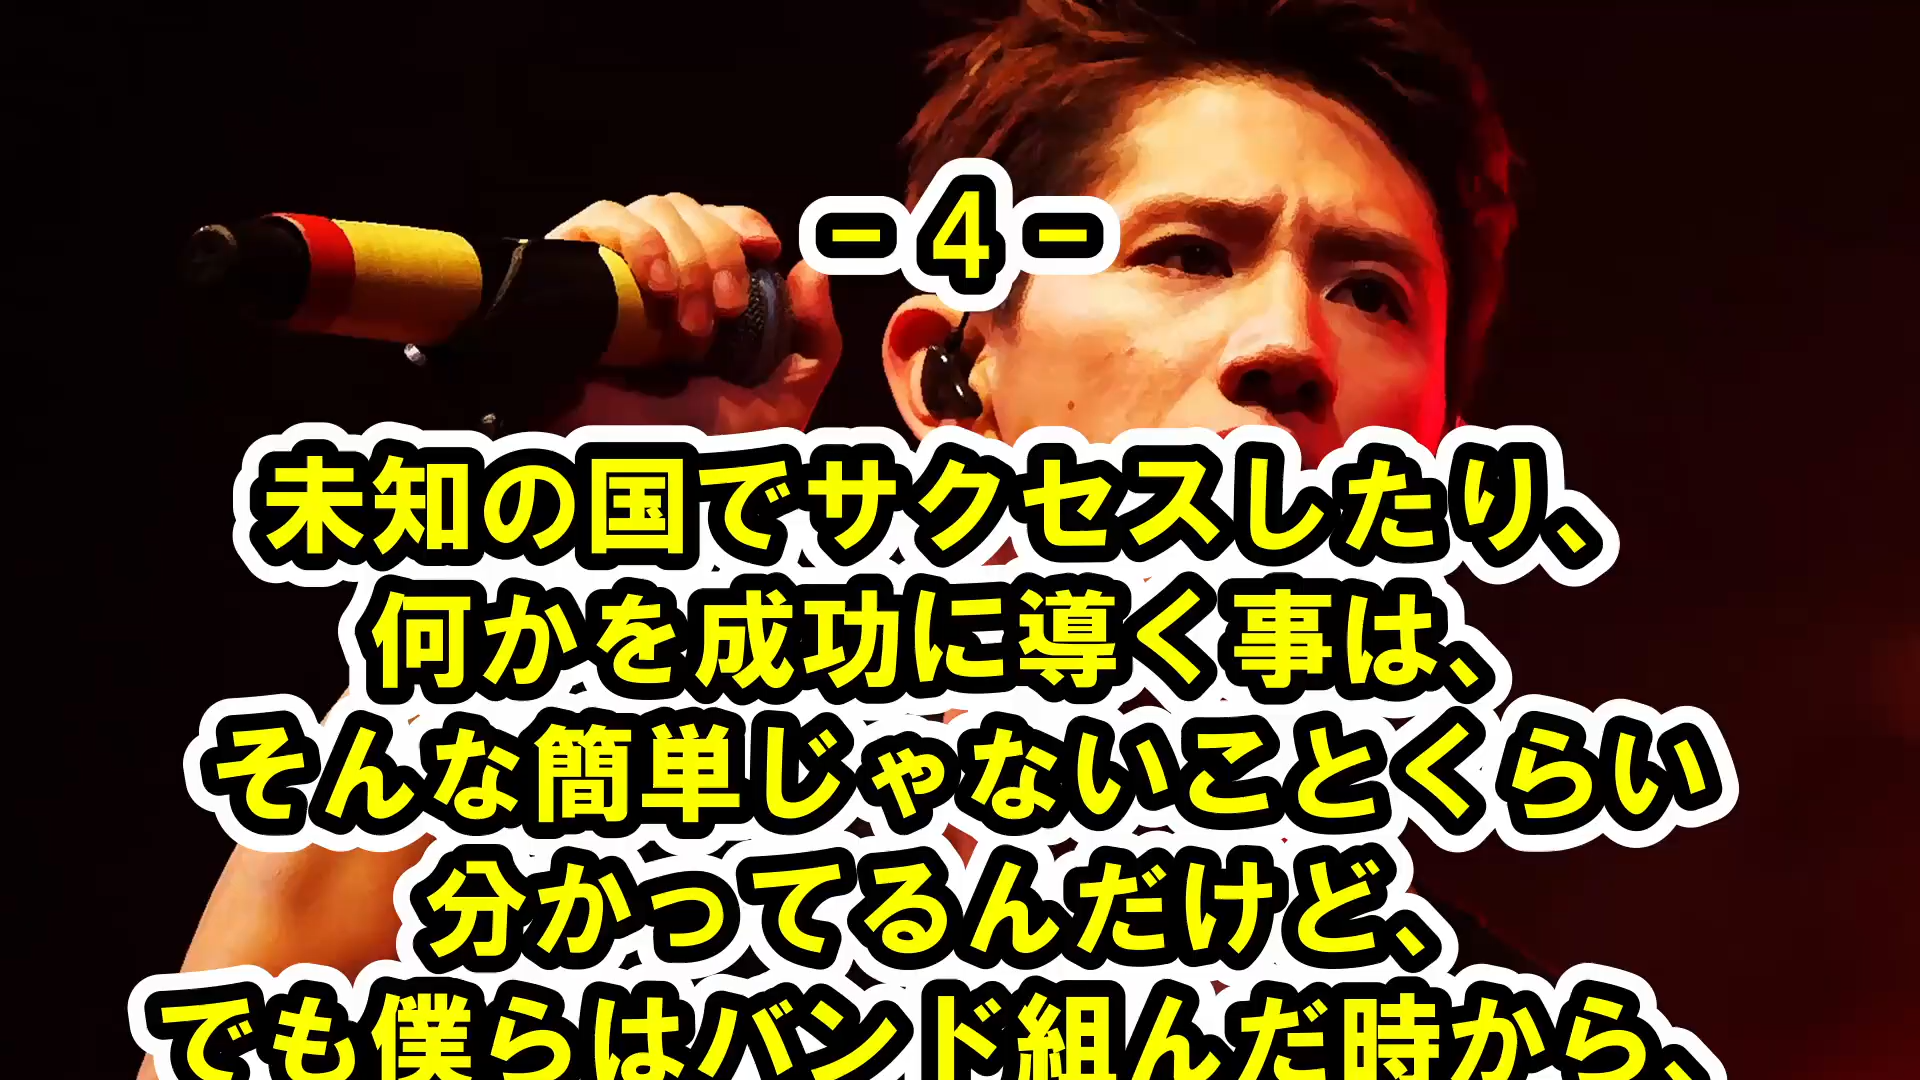 -4-
未知の国でサクセスしたり、
何かを成功に導く事は、
そんな簡単じゃないことくらい
分かってるんだけど、
でも僕らはバンド組んだ時から、